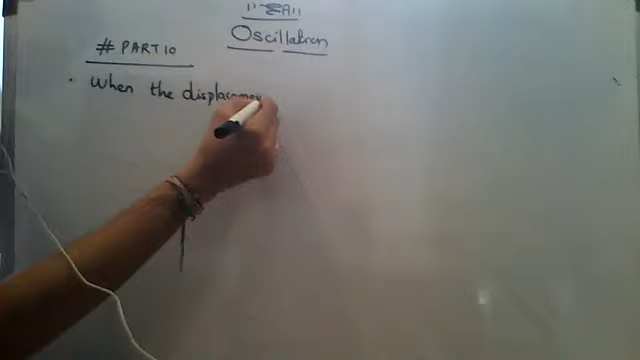 Oscillation
# PART 10
• When the displacemen